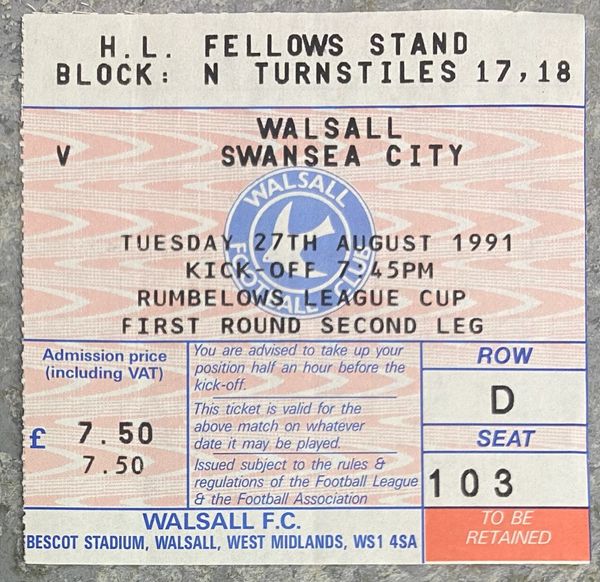 H.L. FELLOWS STAND
BLOCK: N TURNSTILES 17,18
WALSALL
V SWANSEA CITY
WALSALL FOOTBALL CLUB
TUESDAY 27TH AUGUST 1991
KICK-OFF 7.45PM
RUMBELOWS LEAGUE CUP
FIRST ROUND SECOND LEG
Admission price
(including VAT)
£ 7.50
7.50
You are advised to take up your
position half an hour before the
kick-off.
This ticket is valid for the
above match on whatever
date it may be played.
Issued subject to the rules &
regulations of the Football League
& the Football Association
ROW
D
SEAT
103
WALSALL F.C.
BESCOT STADIUM, WALSALL, WEST MIDLANDS, WS1 4SA
TO BE
RETAINED